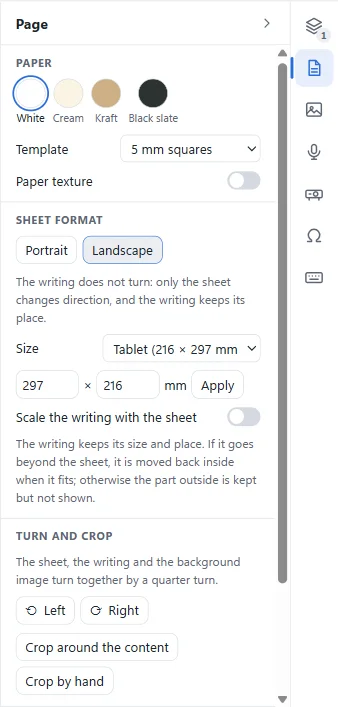 Page
1
PAPER
White Cream Kraft Black slate
Template 5 mm squares
Paper texture
SHEET FORMAT
Portrait Landscape
The writing does not turn: only the sheet
changes direction, and the writing keeps its
place.
Size Tablet (216 × 297 mm
297 × 216 mm Apply
Scale the writing with the sheet
The writing keeps its size and place. If it goes
beyond the sheet, it is moved back inside
when it fits; otherwise the part outside is kept
but not shown.
TURN AND CROP
The sheet, the writing and the background
image turn together by a quarter turn.
Left Right
Crop around the content
Crop by hand